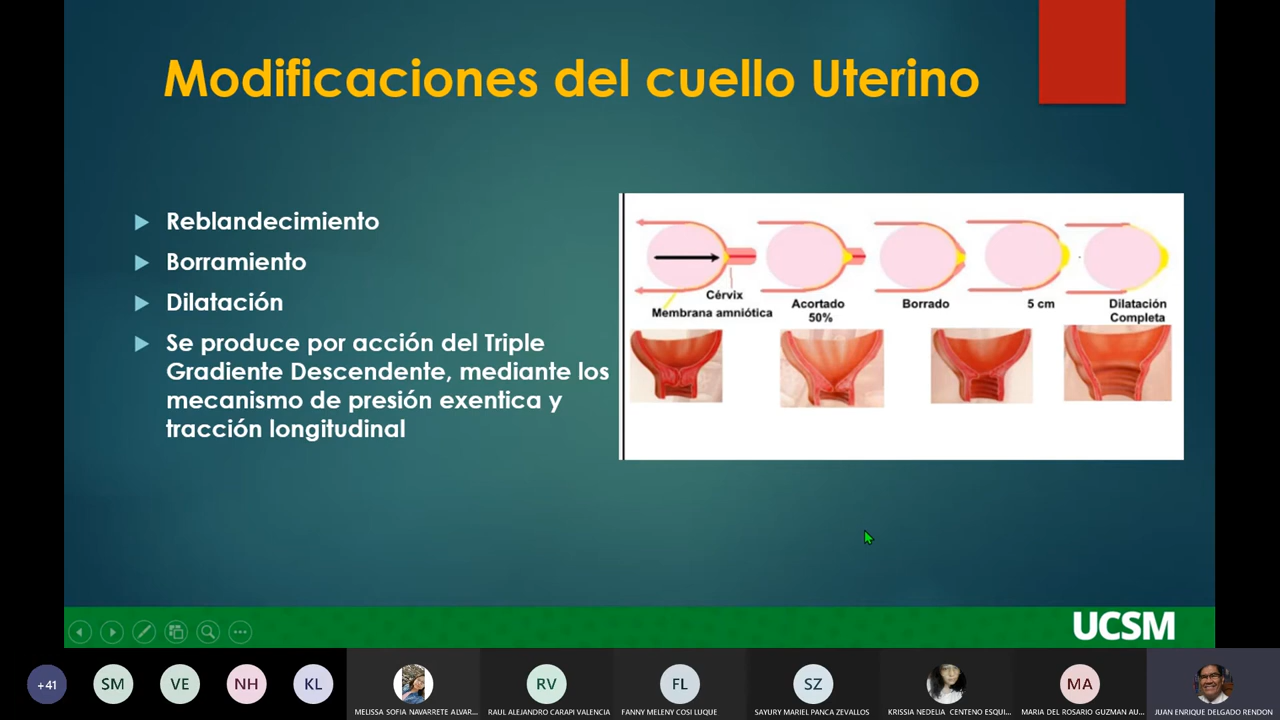 Modificaciones del cuello Uterino
Reblandecimiento
Borramiento
Dilatación
Se produce por acción del Triple
Gradiente Descendente, mediante los
mecanismo de presión exentica y
tracción longitudinal
Cérvix
Membrana amniótica
Acortado
50%
Borrado
5 cm
Dilatación
Completa
UCSM
+41
SM
VE
NH
KL
RV
FL
SZ
MA
MELISSA SOFIA NAVARRETE ALVAR...
RAUL ALEJANDRO CARAPI VALENCIA
FANNY MELENY COSI LUQUE
SAYURY MARIEL PANCA ZEVALLOS
KRISSIA NEDELIA CENTENO ESQUI...
MARIA DEL ROSARIO GUZMAN AU...
JUAN ENRIQUE DELGADO RENDON